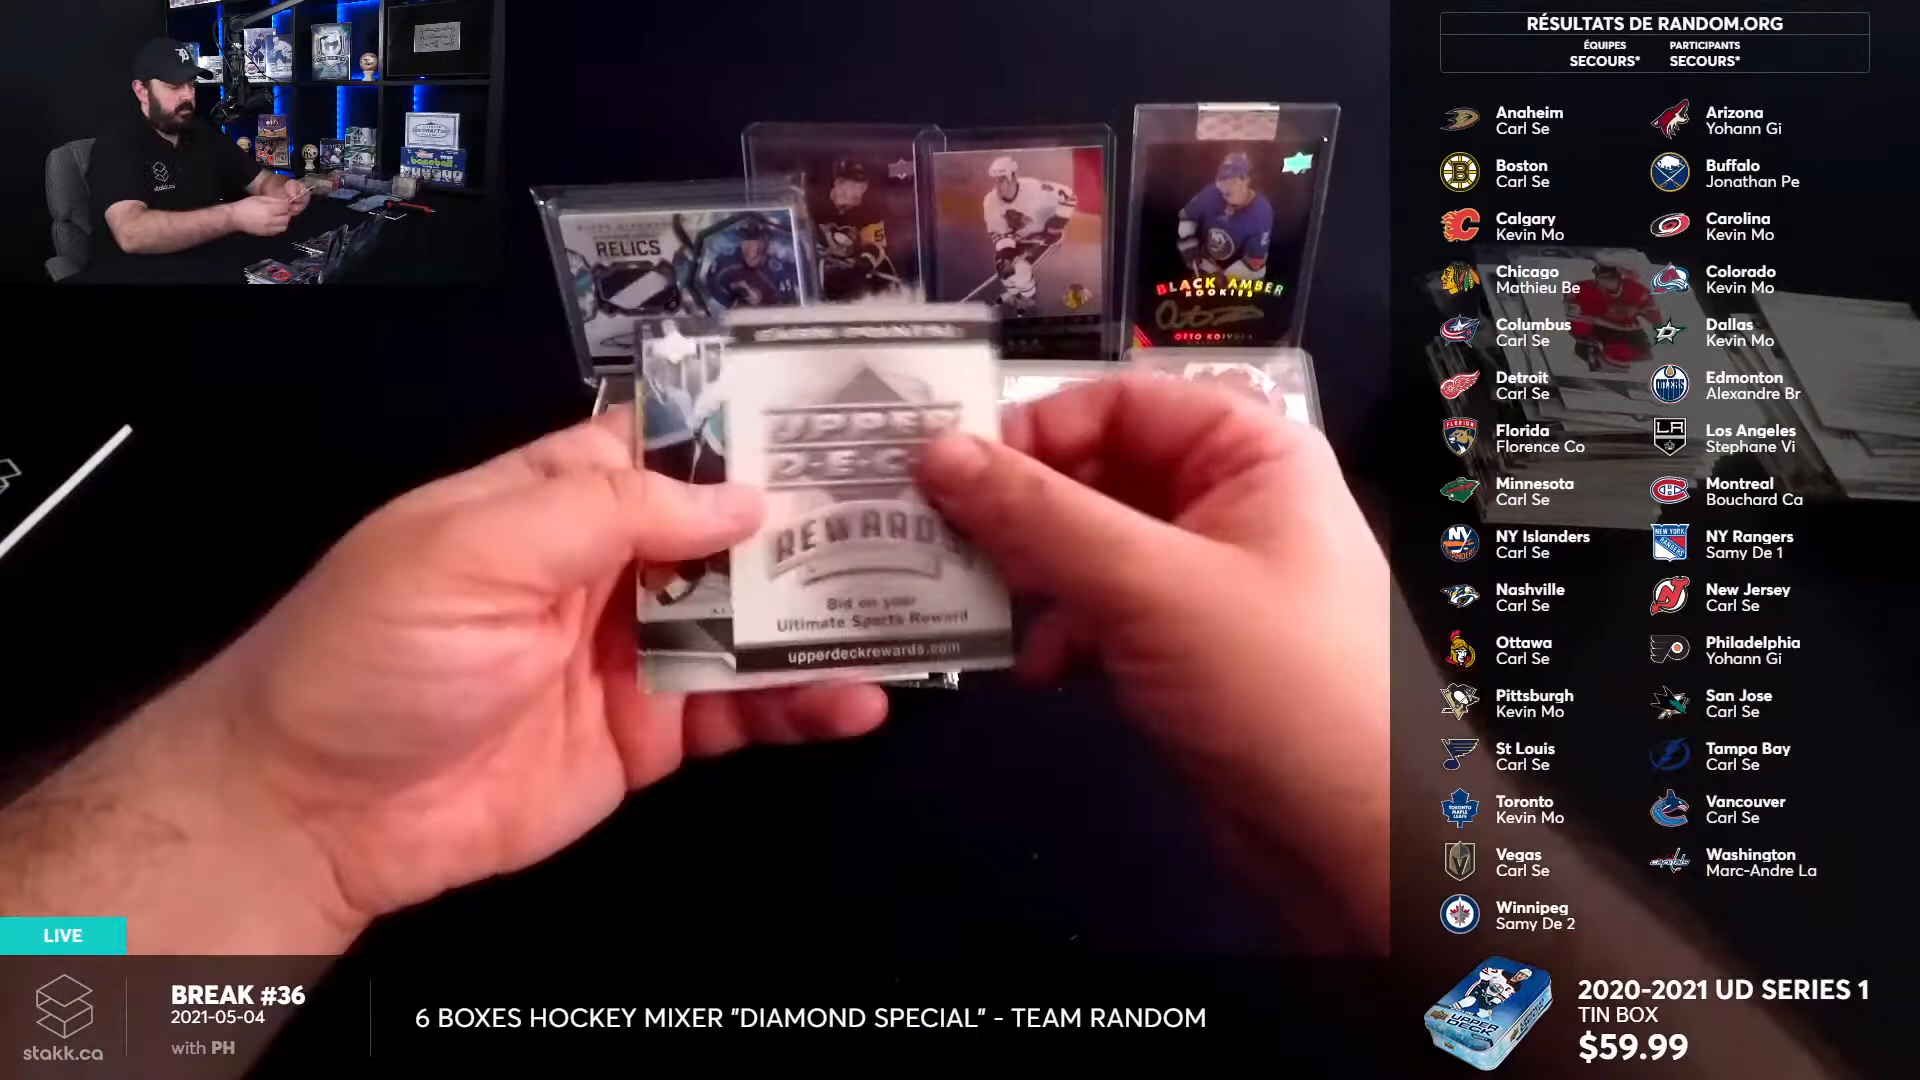 RÉSULTATS DE RANDOM.ORG
ÉQUIPES
SECOURS*
PARTICIPANTS
SECOURS*
Anaheim
Carl Se
Arizona
Yohann Gi
Boston
Carl Se
Buffalo
Jonathan Pe
Calgary
Kevin Mo
Carolina
Kevin Mo
Chicago
Mathieu Be
Colorado
Kevin Mo
Columbus
Carl Se
Dallas
Kevin Mo
Detroit
Carl Se
Edmonton
Alexandre Br
Florida
Florence Co
Los Angeles
Stephane Vi
Minnesota
Carl Se
Montreal
Bouchard Ca
NY Islanders
Carl Se
NY Rangers
Samy De 1
Nashville
Carl Se
New Jersey
Carl Se
Ottawa
Carl Se
Philadelphia
Yohann Gi
Pittsburgh
Kevin Mo
San Jose
Carl Se
St Louis
Carl Se
Tampa Bay
Carl Se
Toronto
Kevin Mo
Vancouver
Carl Se
Vegas
Carl Se
Washington
Marc-Andre La
Winnipeg
Samy De 2
RELICS
BLACK AMBER
ROOKIES
OTTO KOIVULA
UPPER
DECK
REWARDS
Bid on your
Ultimate Sports Reward
upperdeckrewards.com
LIVE
stakk.ca
BREAK #36
2021-05-04
with PH
6 BOXES HOCKEY MIXER "DIAMOND SPECIAL" - TEAM RANDOM
UPPER DECK
2020-2021 UD SERIES 1
TIN BOX
$59.99